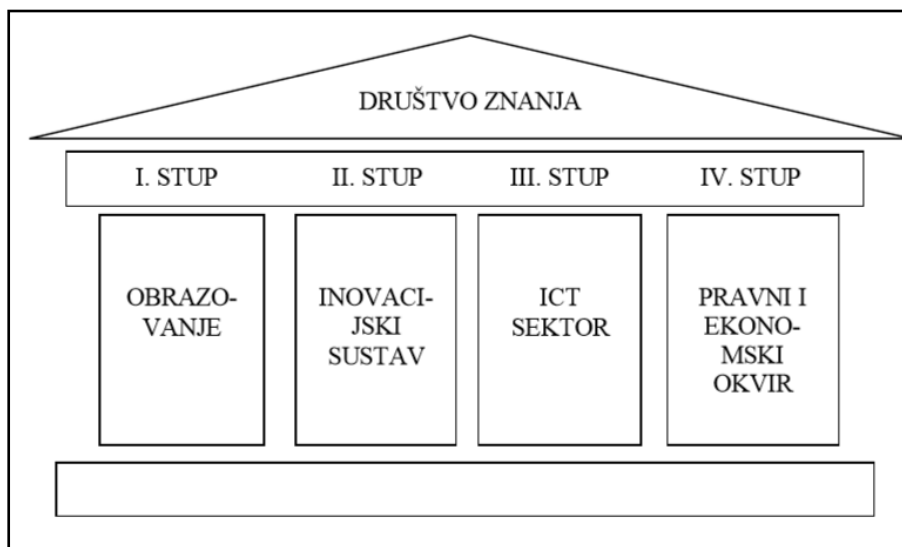 DRUŠTVO ZNANJA
I. STUP
II. STUP
III. STUP
IV. STUP
OBRAZO-
VANJE
INOVACI-
JSKI
SUSTAV
ICT
SEKTOR
PRAVNI I
EKONO-
MSKI
OKVIR